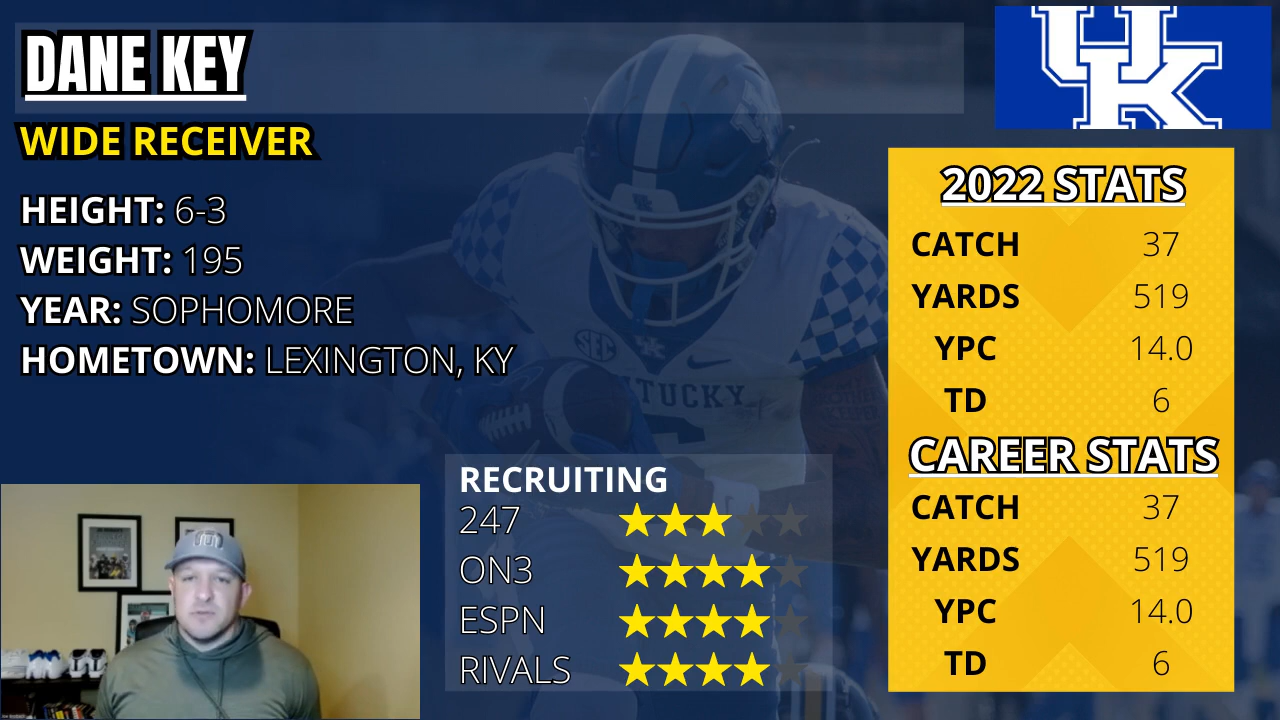 DANE KEY
WIDE RECEIVER
HEIGHT: 6-3
WEIGHT: 195
YEAR: SOPHOMORE
HOMETOWN: LEXINGTON, KY
UK
2022 STATS
CATCH 37
YARDS 519
YPC 14.0
TD 6
CAREER STATS
CATCH 37
YARDS 519
YPC 14.0
TD 6
RECRUITING
247
ON3
ESPN
RIVALS
SEC